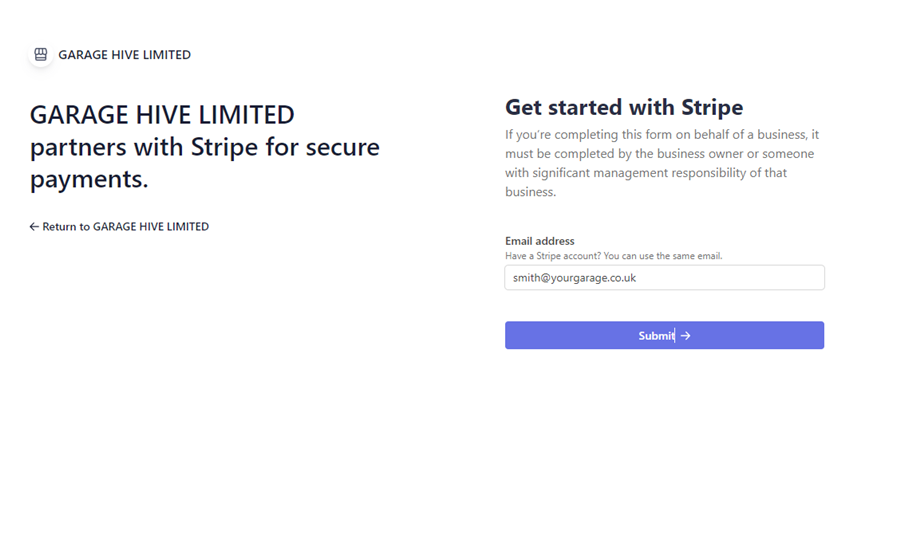 GARAGE HIVE LIMITED
GARAGE HIVE LIMITED
partners with Stripe for secure
payments.
← Return to GARAGE HIVE LIMITED
Get started with Stripe
If you're completing this form on behalf of a business, it
must be completed by the business owner or someone
with significant management responsibility of that
business.
Email address
Have a Stripe account? You can use the same email.
smith@yourgarage.co.uk
Submit →